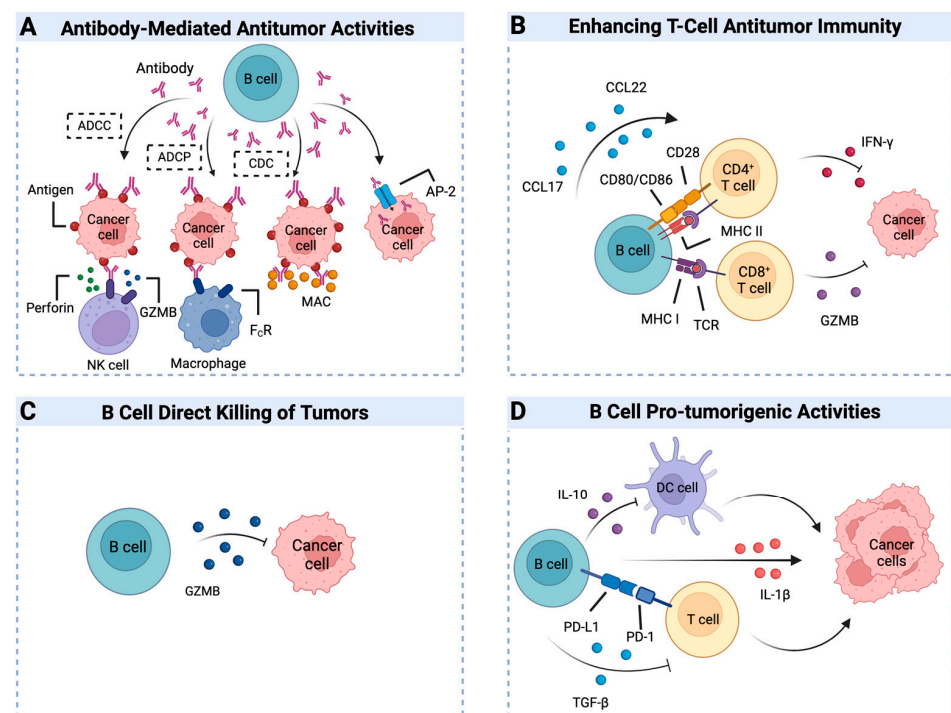 A Antibody-Mediated Antitumor Activities
Antibody
B cell
ADCC
ADCP
CDC
Antigen
Cancer
cell
Cancer
cell
Cancer
cell
Cancer
cell
AP-2
Perforin
GZMB
NK cell
FcR
Macrophage
MAC
B Enhancing T-Cell Antitumor Immunity
CCL22
CCL17
CD28
CD80/CD86
CD4⁺
T cell
IFN-γ
B cell
MHC II
Cancer
cell
CD8⁺
T cell
MHC I
TCR
GZMB
C B Cell Direct Killing of Tumors
B cell
GZMB
Cancer
cell
D B Cell Pro-tumorigenic Activities
IL-10
DC cell
B cell
Cancer
cells
IL-1β
PD-L1
PD-1
T cell
TGF-β